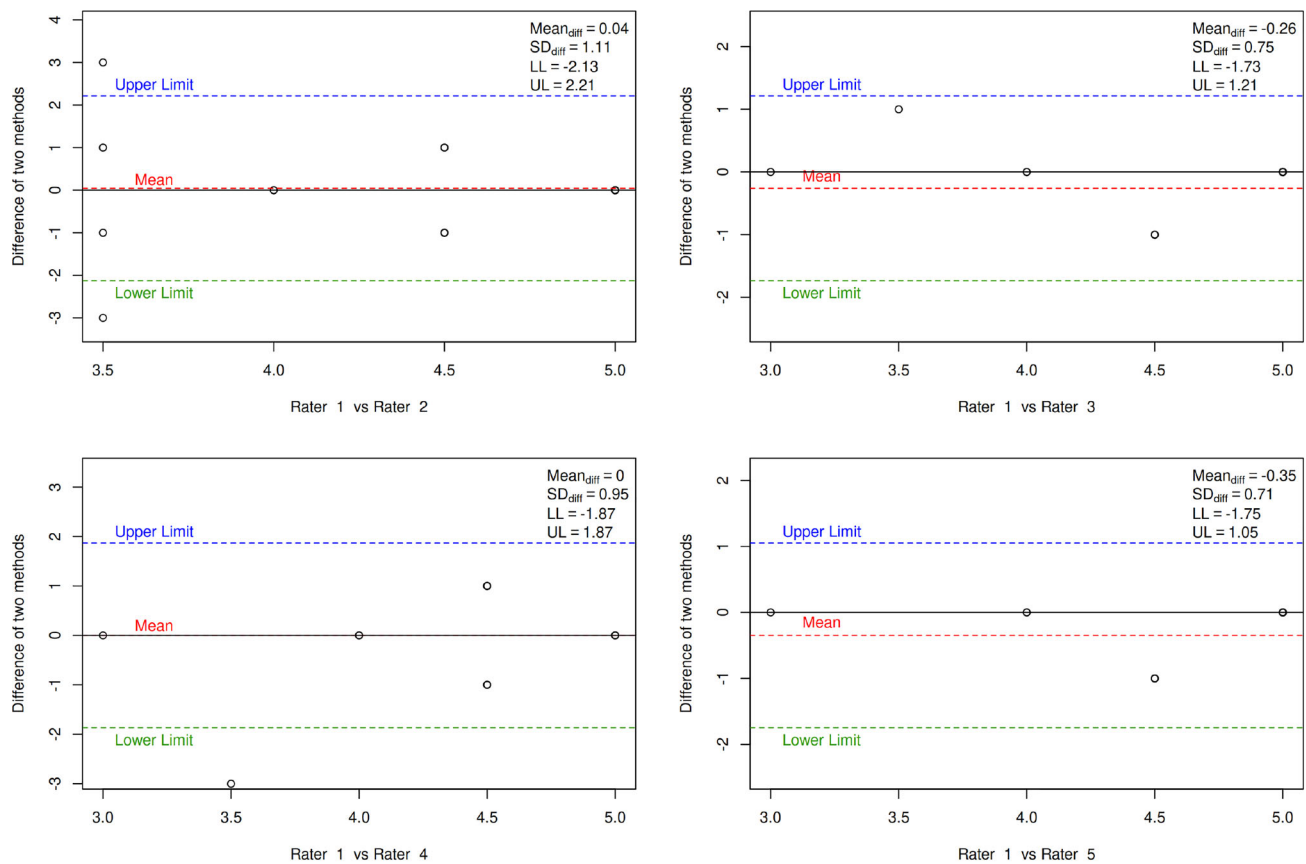 Mean_diff = 0.04
SD_diff = 1.11
LL = -2.13
UL = 2.21
Upper Limit
Mean
Lower Limit
Difference of two methods
4
3
2
1
0
-1
-2
-3
3.5 4.0 4.5 5.0
Rater 1 vs Rater 2
Mean_diff = -0.26
SD_diff = 0.75
LL = -1.73
UL = 1.21
Upper Limit
Mean
Lower Limit
Difference of two methods
2
1
0
-1
-2
3.0 3.5 4.0 4.5 5.0
Rater 1 vs Rater 3
Mean_diff = 0
SD_diff = 0.95
LL = -1.87
UL = 1.87
Upper Limit
Mean
Lower Limit
Difference of two methods
3
2
1
0
-1
-2
-3
3.0 3.5 4.0 4.5 5.0
Rater 1 vs Rater 4
Mean_diff = -0.35
SD_diff = 0.71
LL = -1.75
UL = 1.05
Upper Limit
Mean
Lower Limit
Difference of two methods
2
1
0
-1
-2
3.0 3.5 4.0 4.5 5.0
Rater 1 vs Rater 5